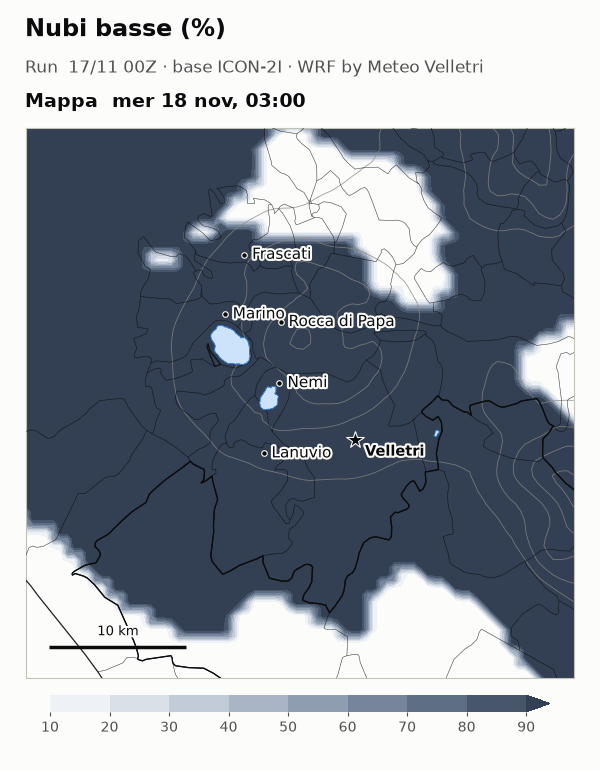 Nubi basse (%)
Run  17/11 00Z · base ICON-2I · WRF by Meteo Velletri
Mappa  mer 18 nov, 03:00
Frascati
Marino
Rocca di Papa
Nemi
Velletri
Lanuvio
10 km
10 20 30 40 50 60 70 80 90